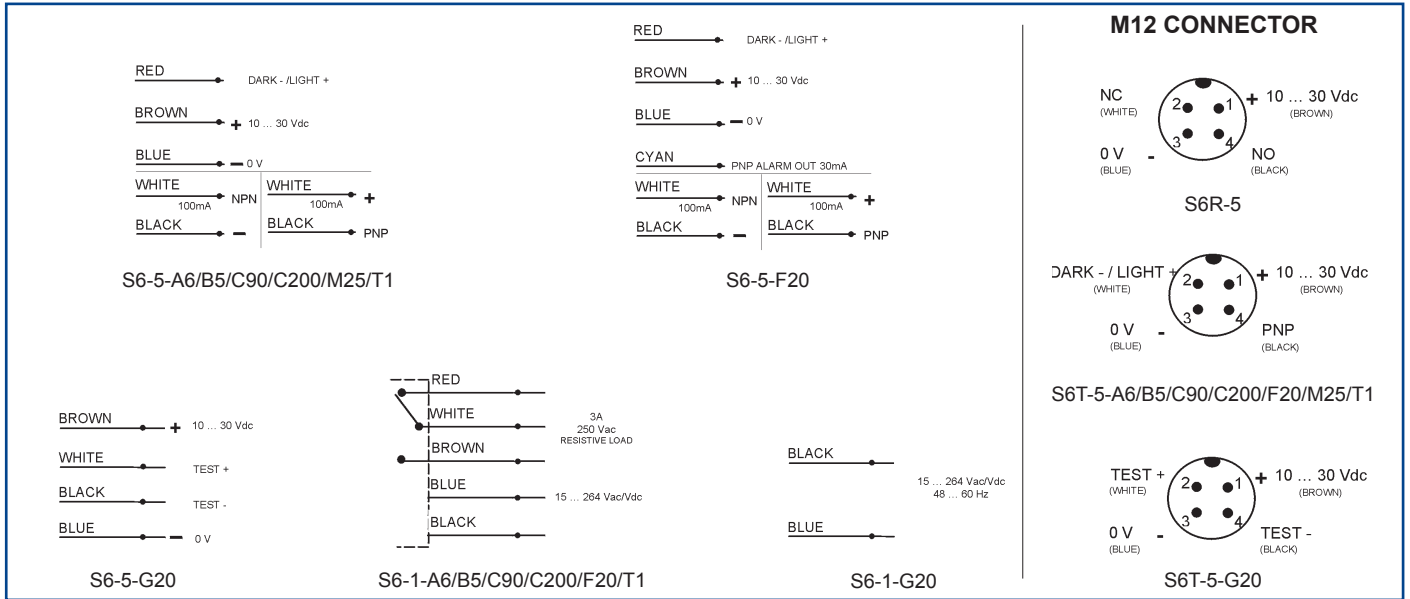 RED
DARK - /LIGHT +
BROWN
+ 10 ... 30 Vdc
BLUE
- 0 V
WHITE
100mA
NPN
WHITE
100mA
+
BLACK
-
BLACK
PNP
S6-5-A6/B5/C90/C200/M25/T1
RED
DARK - /LIGHT +
BROWN
+ 10 ... 30 Vdc
BLUE
- 0 V
CYAN
PNP ALARM OUT 30mA
WHITE
100mA
NPN
WHITE
100mA
+
BLACK
-
BLACK
PNP
S6-5-F20
BROWN
+ 10 ... 30 Vdc
WHITE
TEST +
BLACK
TEST -
BLUE
- 0 V
S6-5-G20
RED
WHITE
BROWN
3A
250 Vac
RESISTIVE LOAD
BLUE
15 ... 264 Vac/Vdc
BLACK
S6-1-A6/B5/C90/C200/F20/T1
BLACK
15 ... 264 Vac/Vdc
48 ... 60 Hz
BLUE
S6-1-G20
M12 CONNECTOR
NC
(WHITE)
2 1
+ 10 ... 30 Vdc
(BROWN)
0 V -
(BLUE)
3 4
NO
(BLACK)
S6R-5
DARK - / LIGHT +
(WHITE)
2 1
+ 10 ... 30 Vdc
(BROWN)
0 V -
(BLUE)
3 4
PNP
(BLACK)
S6T-5-A6/B5/C90/C200/F20/M25/T1
TEST +
(WHITE)
2 1
+ 10 ... 30 Vdc
(BROWN)
0 V -
(BLUE)
3 4
TEST -
(BLACK)
S6T-5-G20